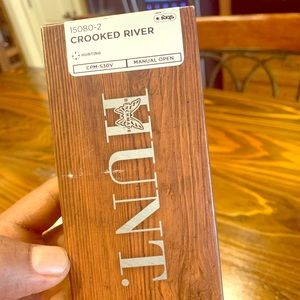 15080-2
CROOKED RIVER
HUNTING
CPM-S30V
MANUAL OPEN
HUNT.